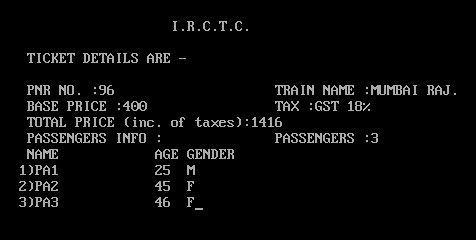 I.R.C.T.C.
TICKET DETAILS ARE -
PNR NO. :96 TRAIN NAME :MUMBAI RAJ.
BASE PRICE :400 TAX :GST 18%
TOTAL PRICE (inc. of taxes):1416
PASSENGERS INFO : PASSENGERS :3
NAME AGE GENDER
1)PA1 25 M
2)PA2 45 F
3)PA3 46 F_